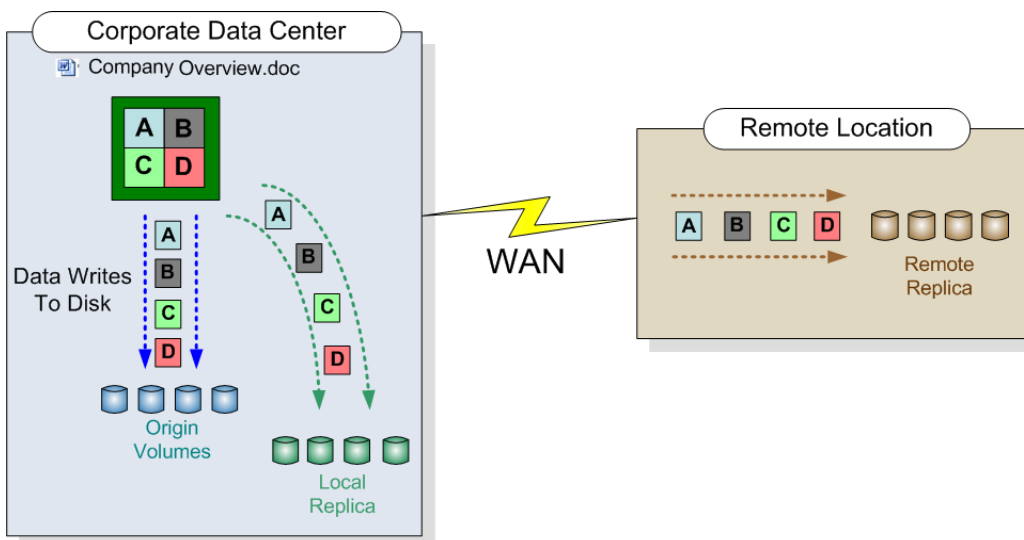 Corporate Data Center
Company Overview.doc
A B
C D
Data Writes
To Disk
A
B
C
D
A
B
C
D
Origin
Volumes
Local
Replica
WAN
Remote Location
A B C D
Remote
Replica